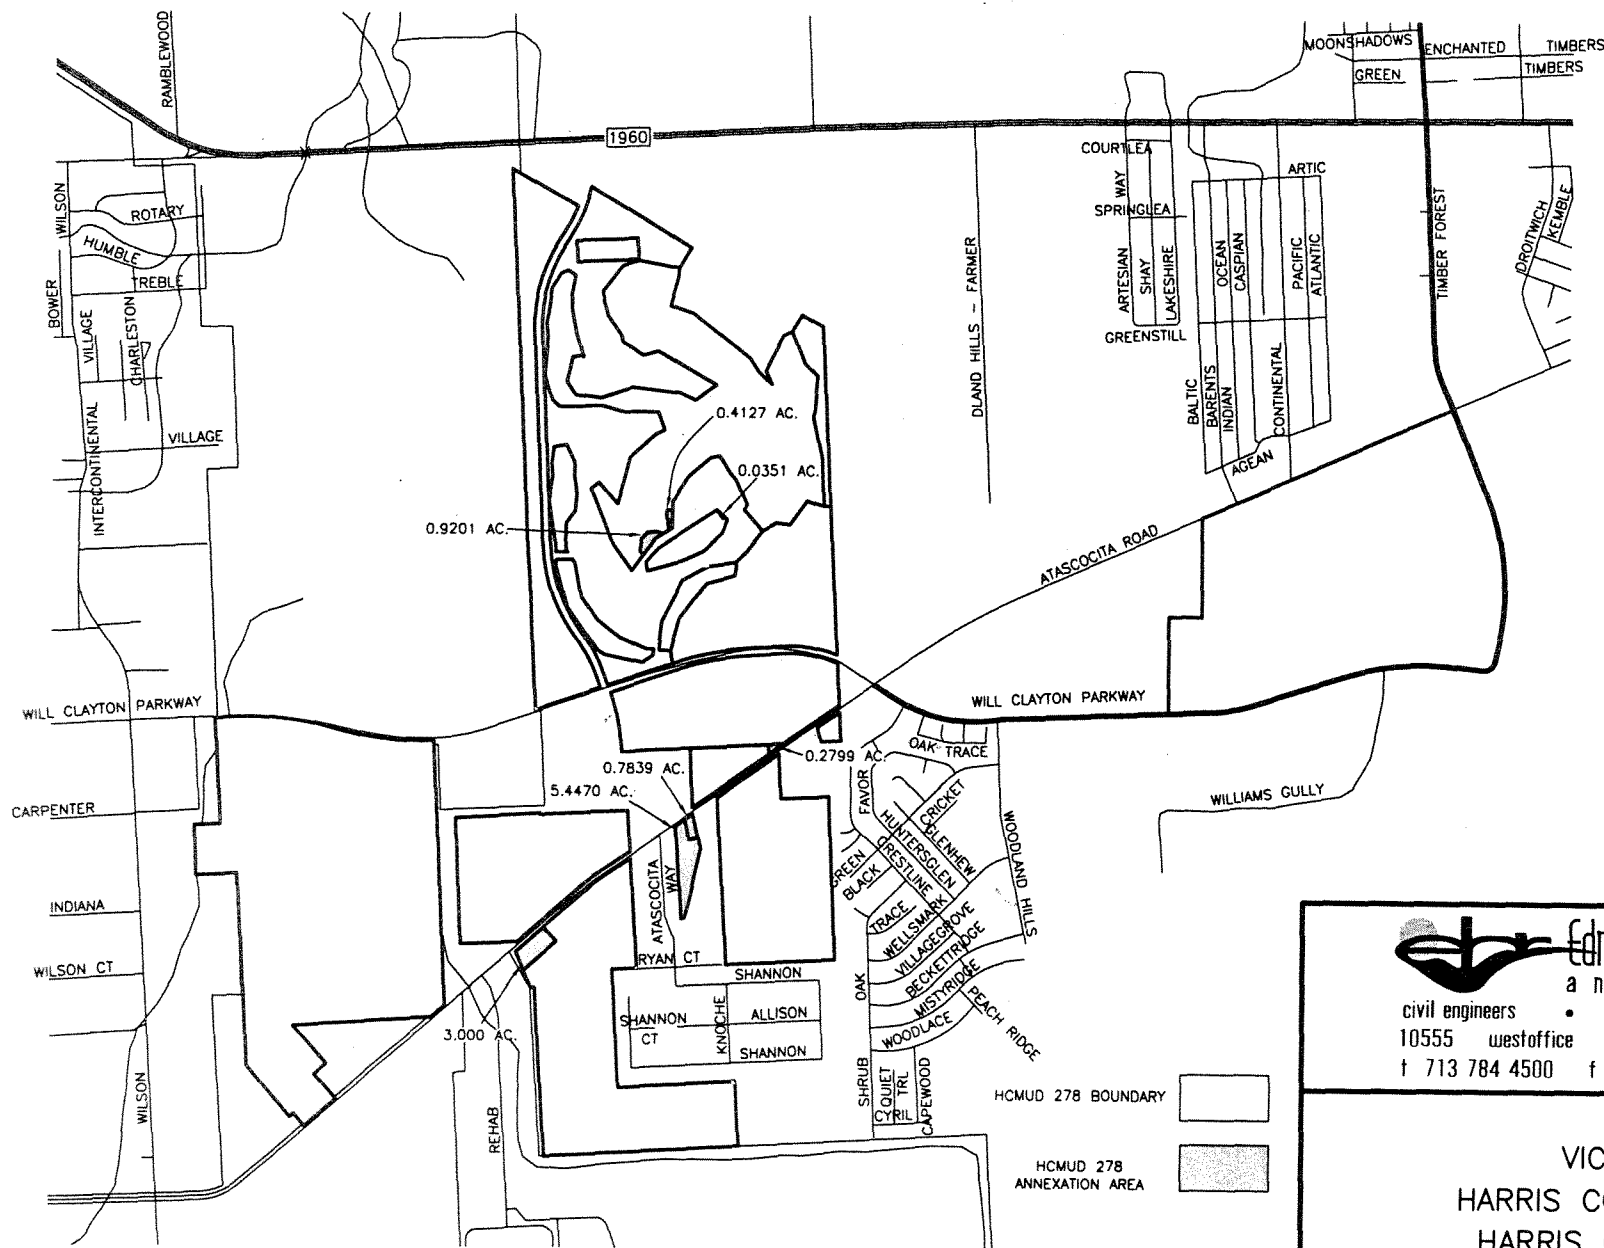 RAMBLEWOOD
MOONSHADOWS
ENCHANTED TIMBERS
GREEN TIMBERS
1960
COURTLEA
ARTIC
WILSON
ROTARY
HUMBLE
TREBLE
BOWER
VILLAGE
CHARLESTON
INTERCONTINENTAL
VILLAGE
WAY
SPRINGLEA
ARTESIAN
SHAY
LAKESHIRE
GREENSTILL
OCEAN
CASPIAN
PACIFIC
ATLANTIC
BALTIC
BARENTS
INDIAN
CONTINENTAL
AGEAN
TIMBER FOREST
DROITWICH
KEMBLE
DLAND HILLS - FARMER
0.4127 AC.
0.0351 AC.
0.9201 AC.
ATASCOCITA ROAD
WILL CLAYTON PARKWAY
WILL CLAYTON PARKWAY
OAK TRACE
0.2799 AC.
0.7839 AC.
5.4470 AC.
CARPENTER
FAVOR
CRICKET
GLENHEW
HUNTERSGLEN
CRESTLINE
GREEN
BLACK
WOODLAND HILLS
WILLIAMS GULLY
ATASCOCITA WAY
TRACE
WELLSMARK
VILLAGEGROVE
BECKETTRIDGE
MISTYRIDGE
WOODLACE
PEACH RIDGE
OAK
SHRUB
QUIET
TRL
CYRIL
CAPEWOOD
INDIANA
WILSON CT
RYAN CT
SHANNON
SHANNON
CT
KNOCHE
ALLISON
SHANNON
3.000 AC.
WILSON
REHAB
HCMUD 278 BOUNDARY
HCMUD 278
ANNEXATION AREA
civil engineers •
10555 westoffice
t 713 784 4500 f
VIC
HARRIS CO
HARRIS